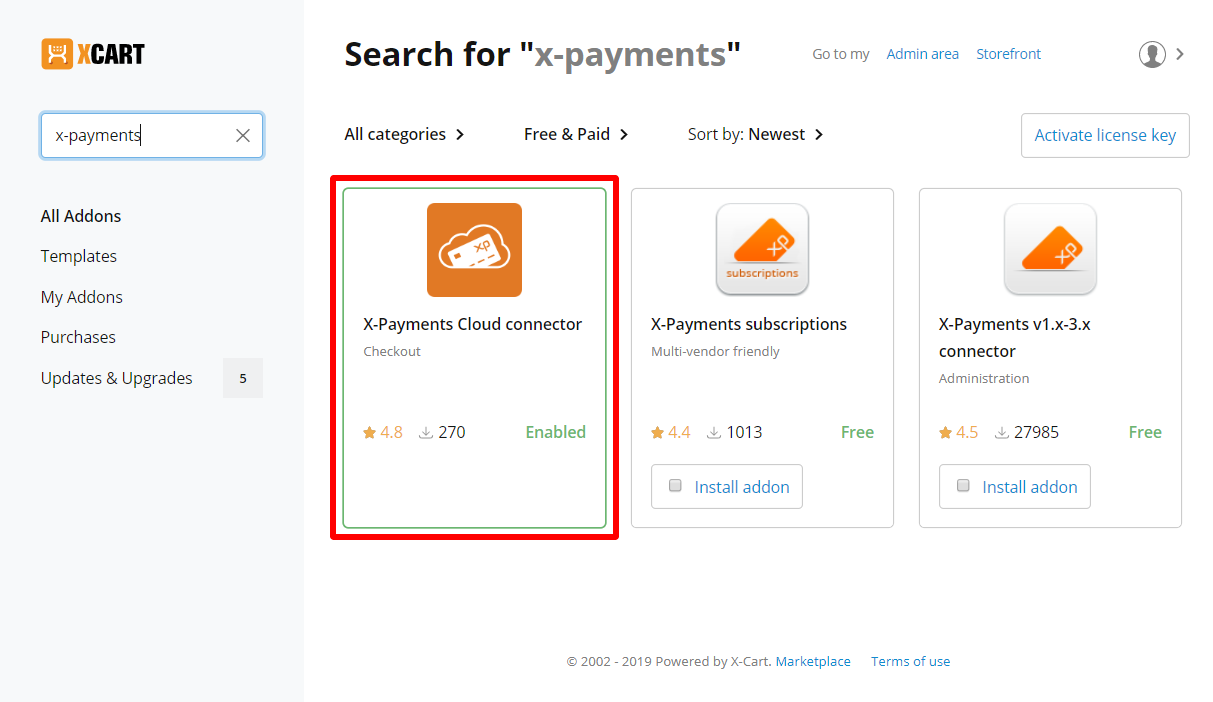 XCART
Search for "x-payments"
Go to my Admin area Storefront
x-payments
All categories Free & Paid Sort by: Newest
Activate license key
All Addons
Templates
My Addons
Purchases
Updates & Upgrades 5
xp
X-Payments Cloud connector
Checkout
4.8 270 Enabled
xp
subscriptions
X-Payments subscriptions
Multi-vendor friendly
4.4 1013 Free
Install addon
xp
X-Payments v1.x-3.x
connector
Administration
4.5 27985 Free
Install addon
© 2002 - 2019 Powered by X-Cart. Marketplace Terms of use